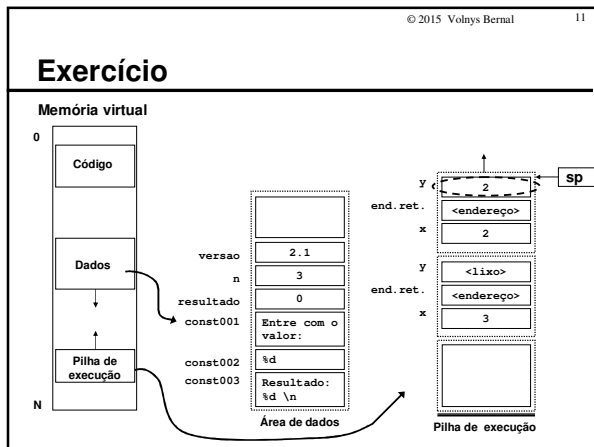 © 2015 Volnys Bernal 11
Exercício
Memória virtual
0
Código
Dados
Pilha de
execução
N
versao 2.1
n 3
resultado 0
const001 Entre com o
valor:
const002 %d
const003 Resultado:
%d \n
Área de dados
y 2
sp
end.ret. <endereço>
x 2
y <lixo>
end.ret. <endereço>
x 3
Pilha de execução